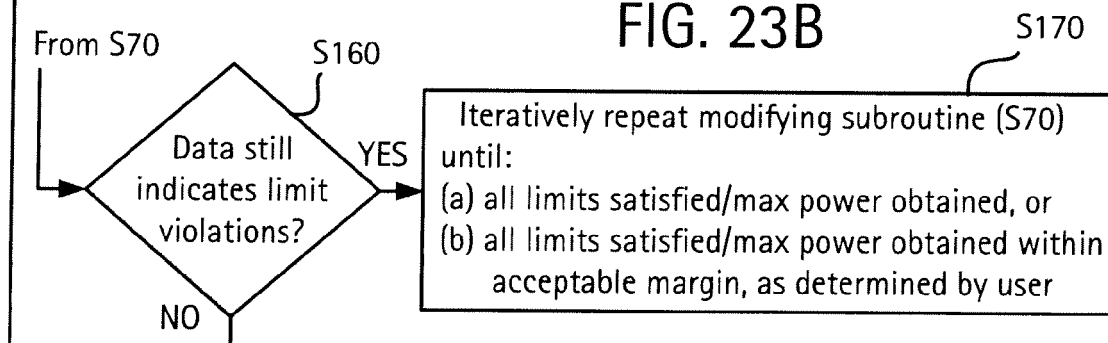 FIG. 23B
From S70
S160
S170
Data still
indicates limit
violations?
YES
NO
Iteratively repeat modifying subroutine (S70)
until:
(a) all limits satisfied/max power obtained, or
(b) all limits satisfied/max power obtained within
acceptable margin, as determined by user